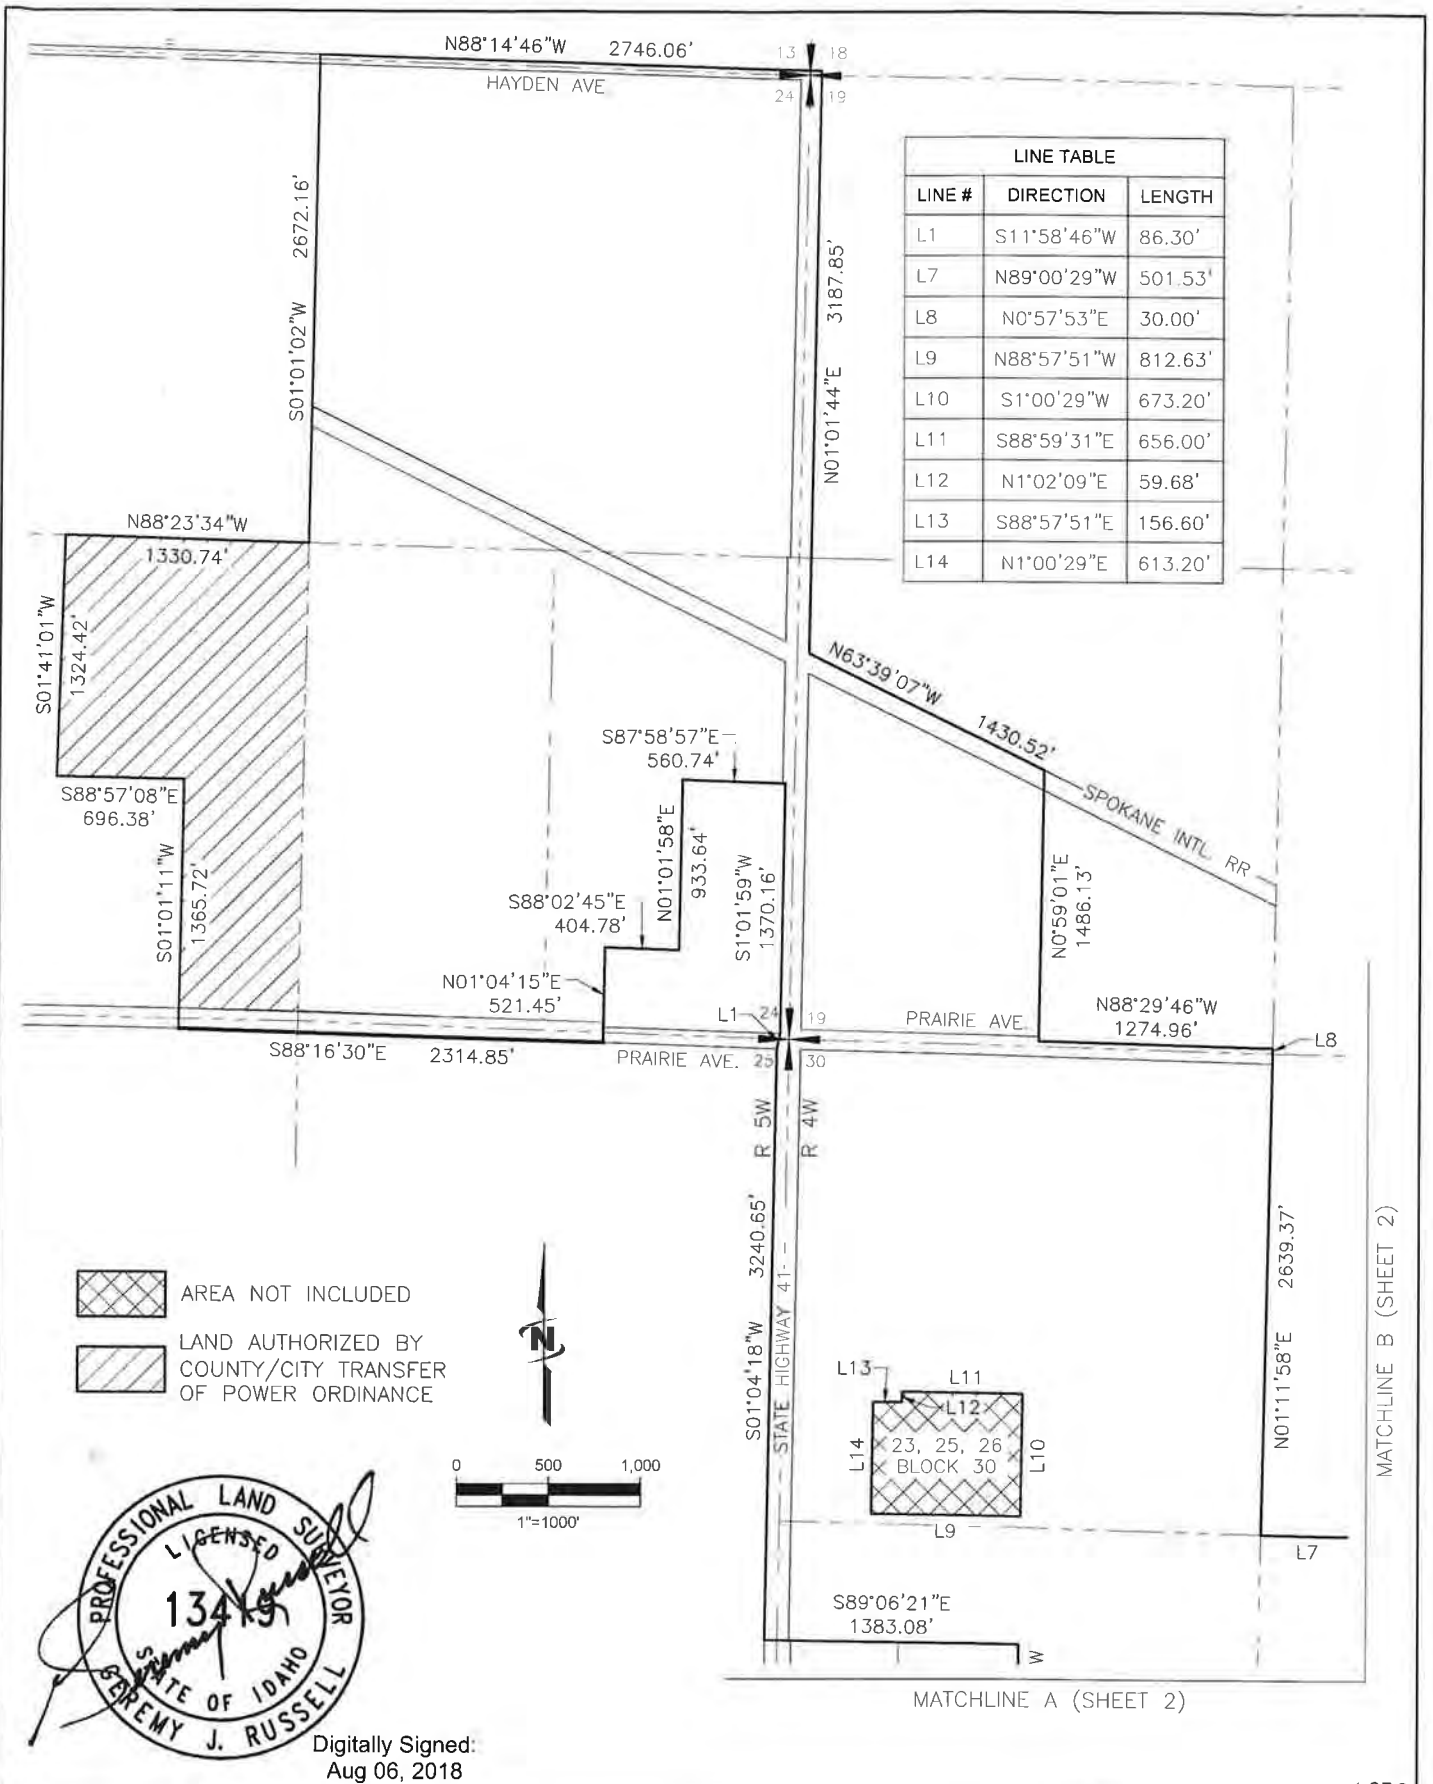 N88°14'46"W 2746.06'
HAYDEN AVE
13 18
24 19
S01°01'02"W 2672.16'
N01°01'44"E 3187.85'
LINE TABLE
LINE # DIRECTION LENGTH
L1 S11°58'46"W 86.30'
L7 N89°00'29"W 501.53'
L8 N0°57'53"E 30.00'
L9 N88°57'51"W 812.63'
L10 S1°00'29"W 673.20'
L11 S88°59'31"E 656.00'
L12 N1°02'09"E 59.68'
L13 S88°57'51"E 156.60'
L14 N1°00'29"E 613.20'
N88°23'34"W
1330.74'
S01°41'01"W
1324.42'
S88°57'08"E
696.38'
S01°01'11"W
1365.72'
N63°39'07"W 1430.52'
SPOKANE INTL. RR
S87°58'57"E
560.74'
N01°01'58"E
933.64'
S1°01'59"W
1370.16'
S88°02'45"E
404.78'
N01°04'15"E
521.45'
N0°59'01"E
1486.13'
N88°29'46"W
1274.96'
L1
24 19
PRAIRIE AVE.
L8
S88°16'30"E 2314.85'
PRAIRIE AVE.
25 30
R 5W
R 4W
S01°04'18"W 3240.65'
STATE HIGHWAY 41
N01°11'58"E 2639.37'
MATCHLINE B (SHEET 2)
AREA NOT INCLUDED
LAND AUTHORIZED BY
COUNTY/CITY TRANSFER
OF POWER ORDINANCE
N
0 500 1,000
1"=1000'
L13
L11
L12
L14
23, 25, 26
BLOCK 30
L10
L9
L7
S89°06'21"E
1383.08'
W
MATCHLINE A (SHEET 2)
PROFESSIONAL LAND SURVEYOR
LICENSED
13419
STATE OF IDAHO
JEREMY J. RUSSELL
Digitally Signed:
Aug 06, 2018